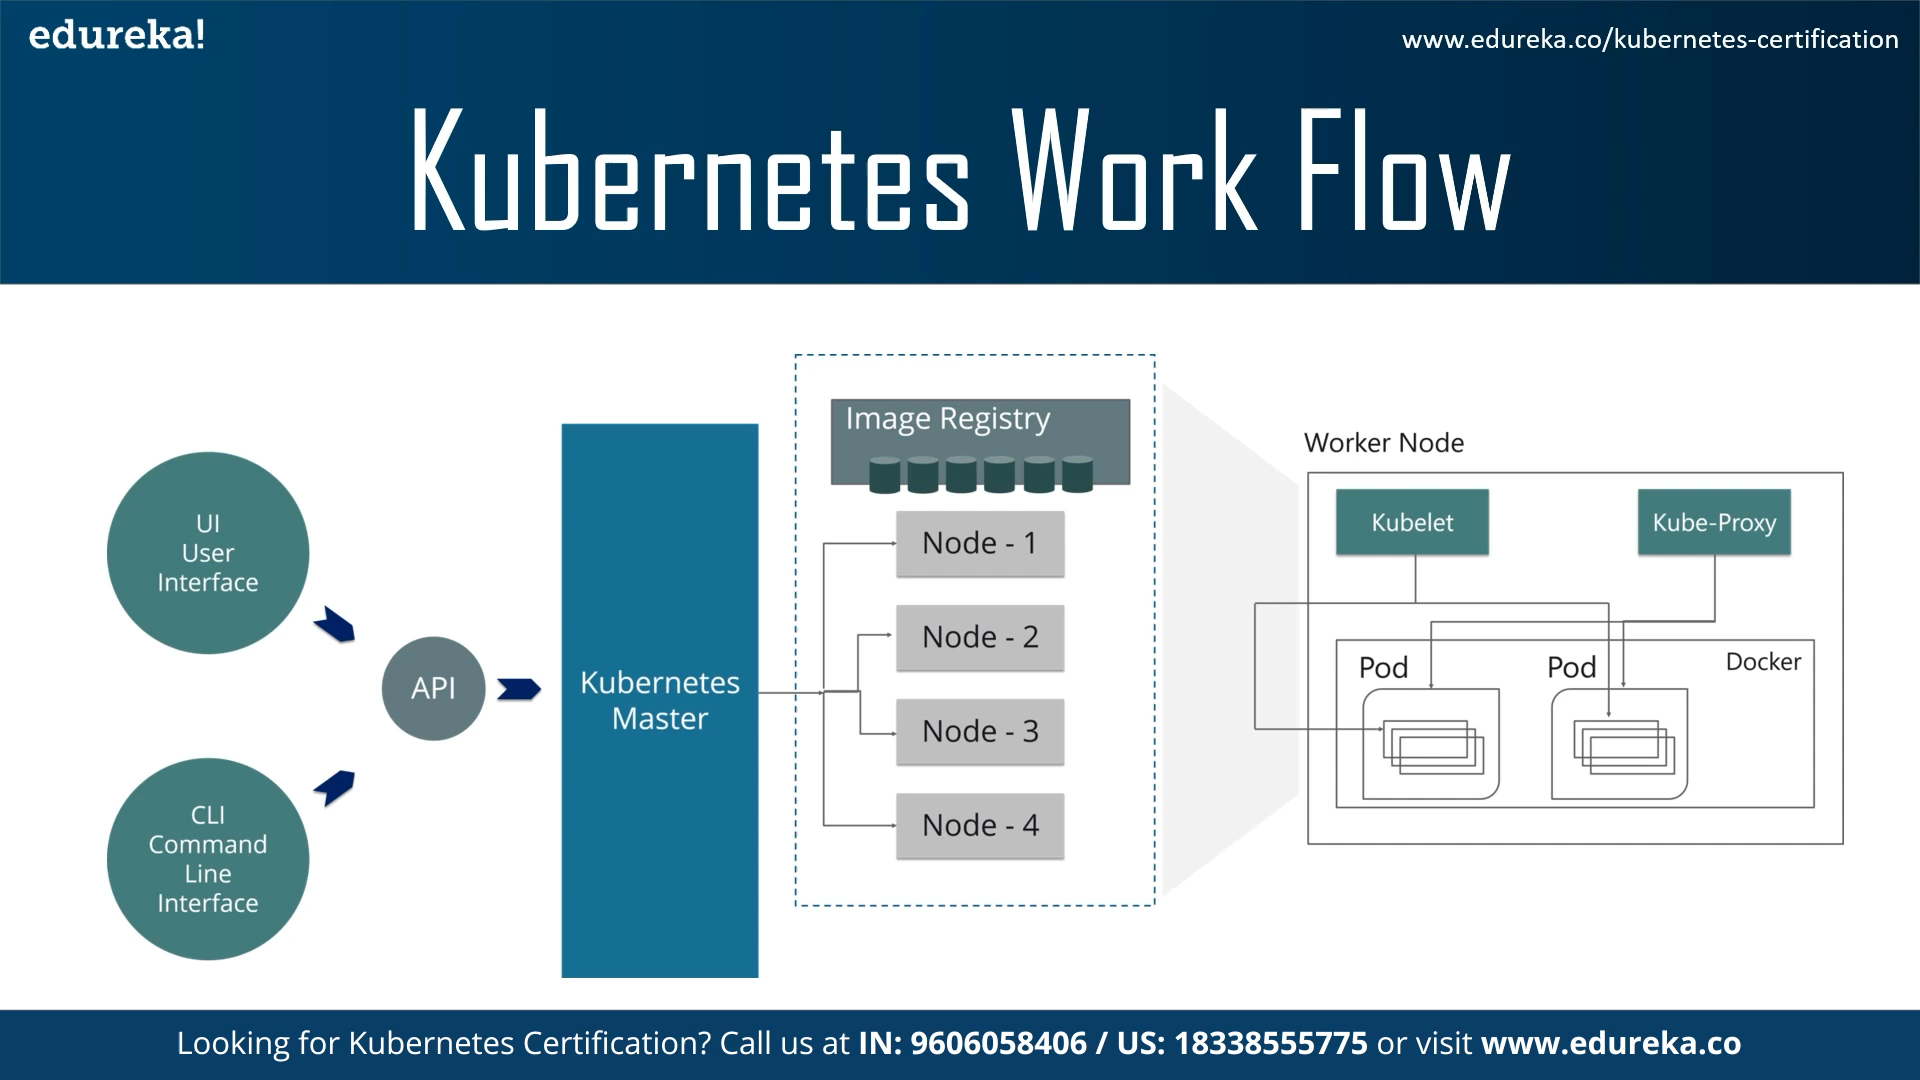 edureka!
www.edureka.co/kubernetes-certification
Kubernetes Work Flow
UI
User
Interface
CLI
Command
Line
Interface
API
Kubernetes
Master
Image Registry
Node - 1
Node - 2
Node - 3
Node - 4
Worker Node
Kubelet
Kube-Proxy
Pod
Pod
Docker
Looking for Kubernetes Certification? Call us at IN: 9606058406 / US: 18338555775 or visit www.edureka.co